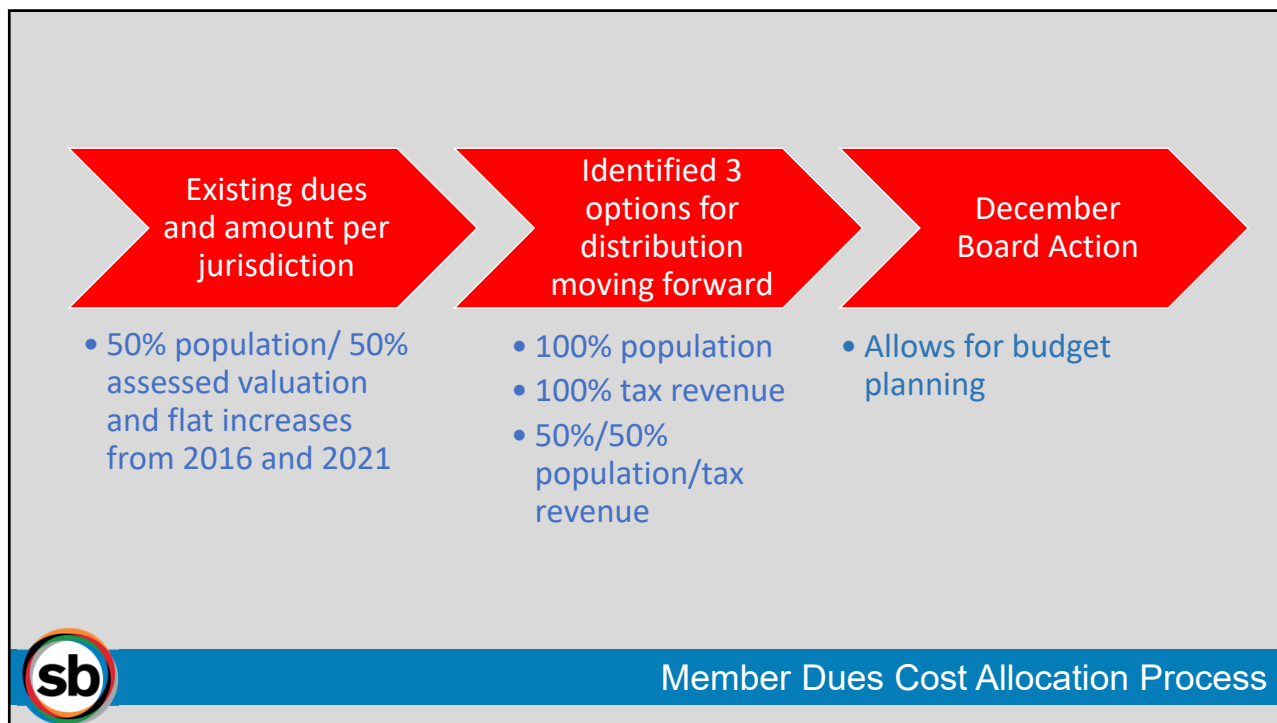 Existing dues
and amount per
jurisdiction
• 50% population/ 50%
assessed valuation
and flat increases
from 2016 and 2021
Identified 3
options for
distribution
moving forward
• 100% population
• 100% tax revenue
• 50%/50%
population/tax
revenue
December
Board Action
• Allows for budget
planning
sb
Member Dues Cost Allocation Process